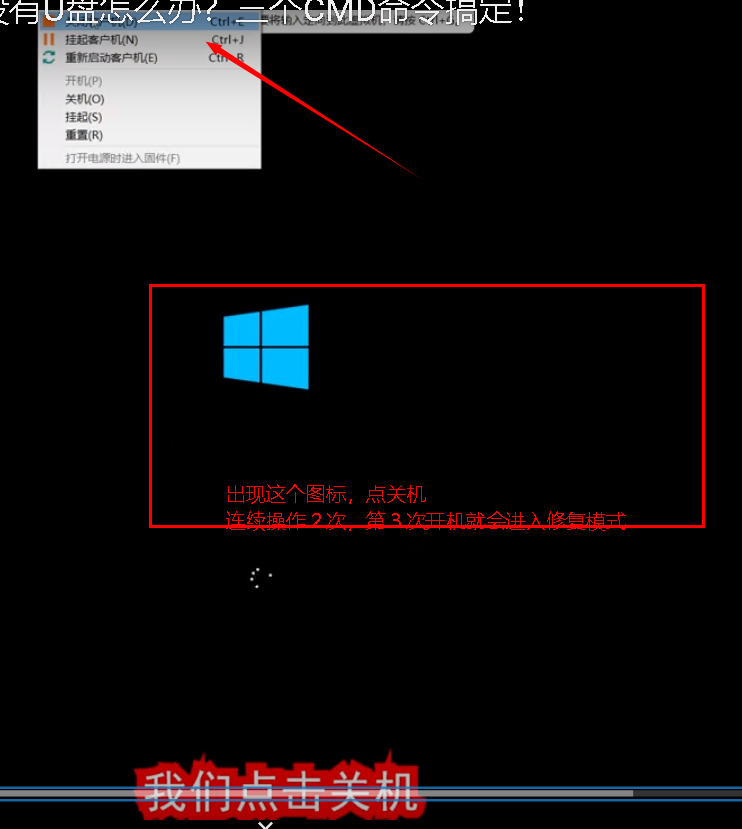 没有U盘怎么办？三个CMD命令搞定！
Ctrl+E
挂起客户机(N) Ctrl+J
重新启动客户机(E) Ctrl+R
开机(P)
关机(O)
挂起(S)
重置(R)
打开电源时进入固件(F)
出现这个图标，点关机
连续操作２次，第３次开机就会进入修复模式
我们点击关机